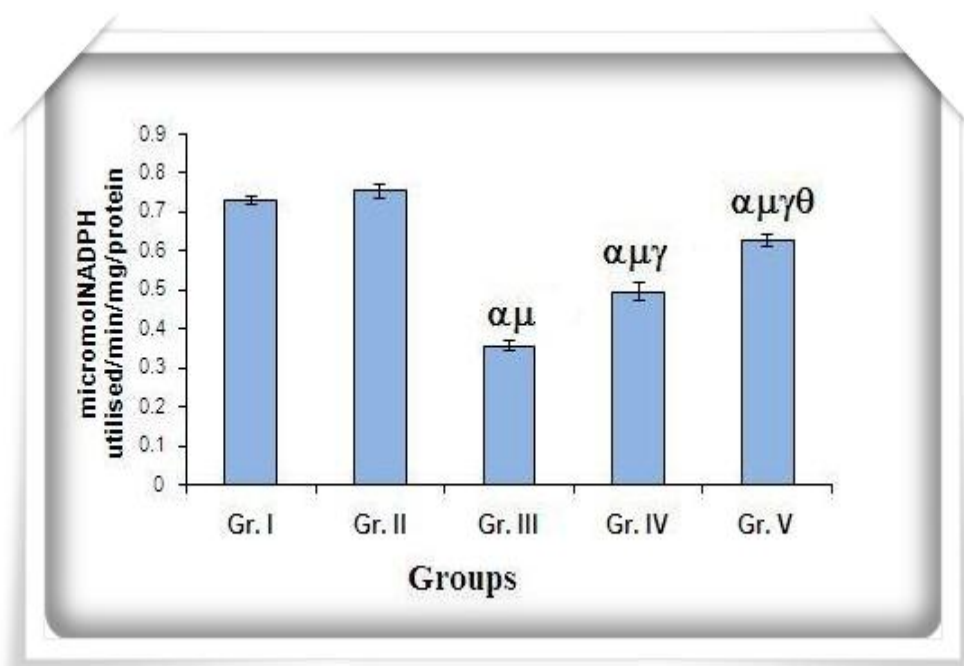 micromolNADPH
utilised/min/mg/protein
0.9
0.8
0.7
0.6
0.5
0.4
0.3
0.2
0.1
0
αμ
αμγ
αμγθ
Gr. I
Gr. II
Gr. III
Gr. IV
Gr. V
Groups